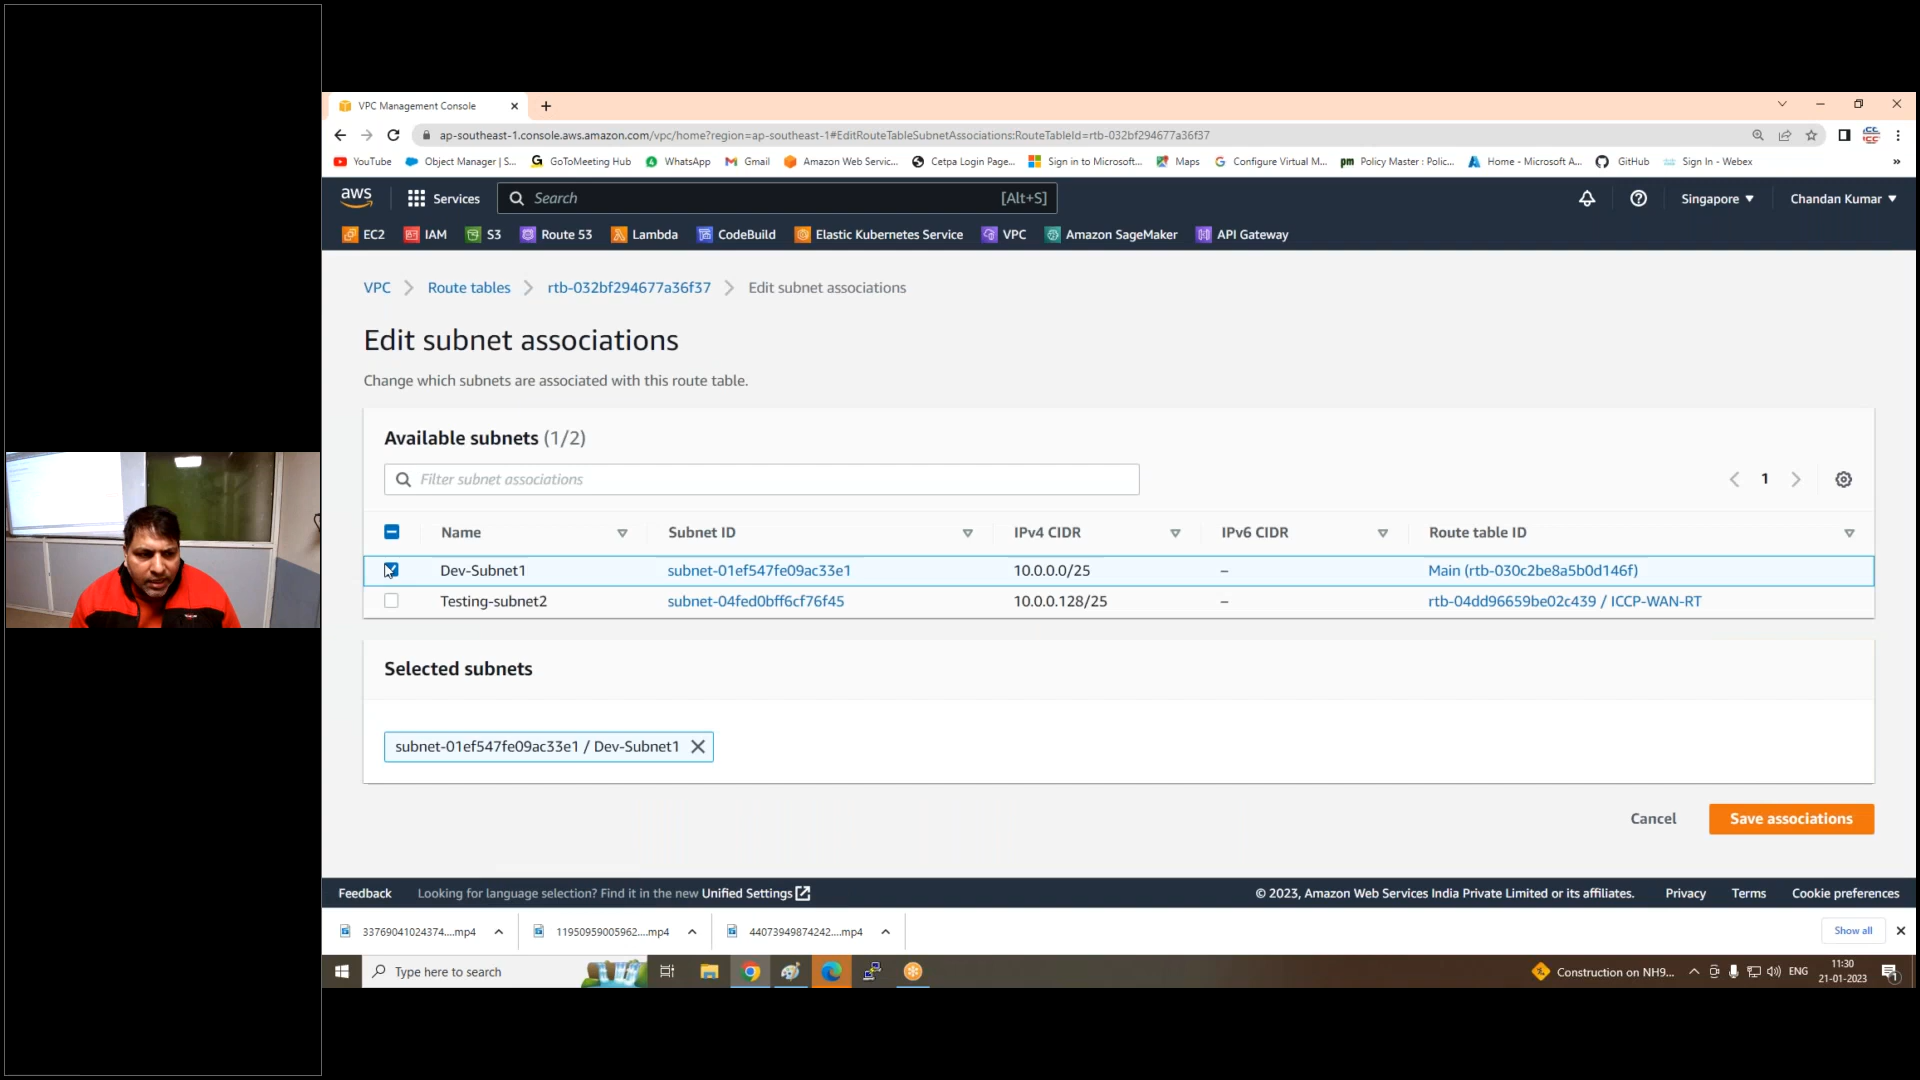 VPC Management Console
ap-southeast-1.console.aws.amazon.com/vpc/home?region=ap-southeast-1#EditRouteTableSubnetAssociations:RouteTableId=rtb-032bf294677a36f37
YouTube Object Manager | S... GoToMeeting Hub WhatsApp Gmail Amazon Web Servic... Cetpa Login Page... Sign in to Microsoft... Maps Configure Virtual M... pm Policy Master : Polic... Home - Microsoft A... GitHub Sign In - Webex »
aws Services Search [Alt+S] Singapore Chandan Kumar
EC2 IAM S3 Route 53 Lambda CodeBuild Elastic Kubernetes Service VPC Amazon SageMaker API Gateway
VPC Route tables rtb-032bf294677a36f37 Edit subnet associations
Edit subnet associations
Change which subnets are associated with this route table.
Available subnets (1/2)
Filter subnet associations 1
Name Subnet ID IPv4 CIDR IPv6 CIDR Route table ID
Dev-Subnet1 subnet-01ef547fe09ac33e1 10.0.0.0/25 – Main (rtb-030c2be8a5b0d146f)
Testing-subnet2 subnet-04fed0bff6cf76f45 10.0.0.128/25 – rtb-04dd96659be02c439 / ICCP-WAN-RT
Selected subnets
subnet-01ef547fe09ac33e1 / Dev-Subnet1
Cancel Save associations
Feedback Looking for language selection? Find it in the new Unified Settings © 2023, Amazon Web Services India Private Limited or its affiliates. Privacy Terms Cookie preferences
33769041024374....mp4 11950959005962....mp4 44073949874242....mp4 Show all
Type here to search Construction on NH9... ENG 11:30
21-01-2023